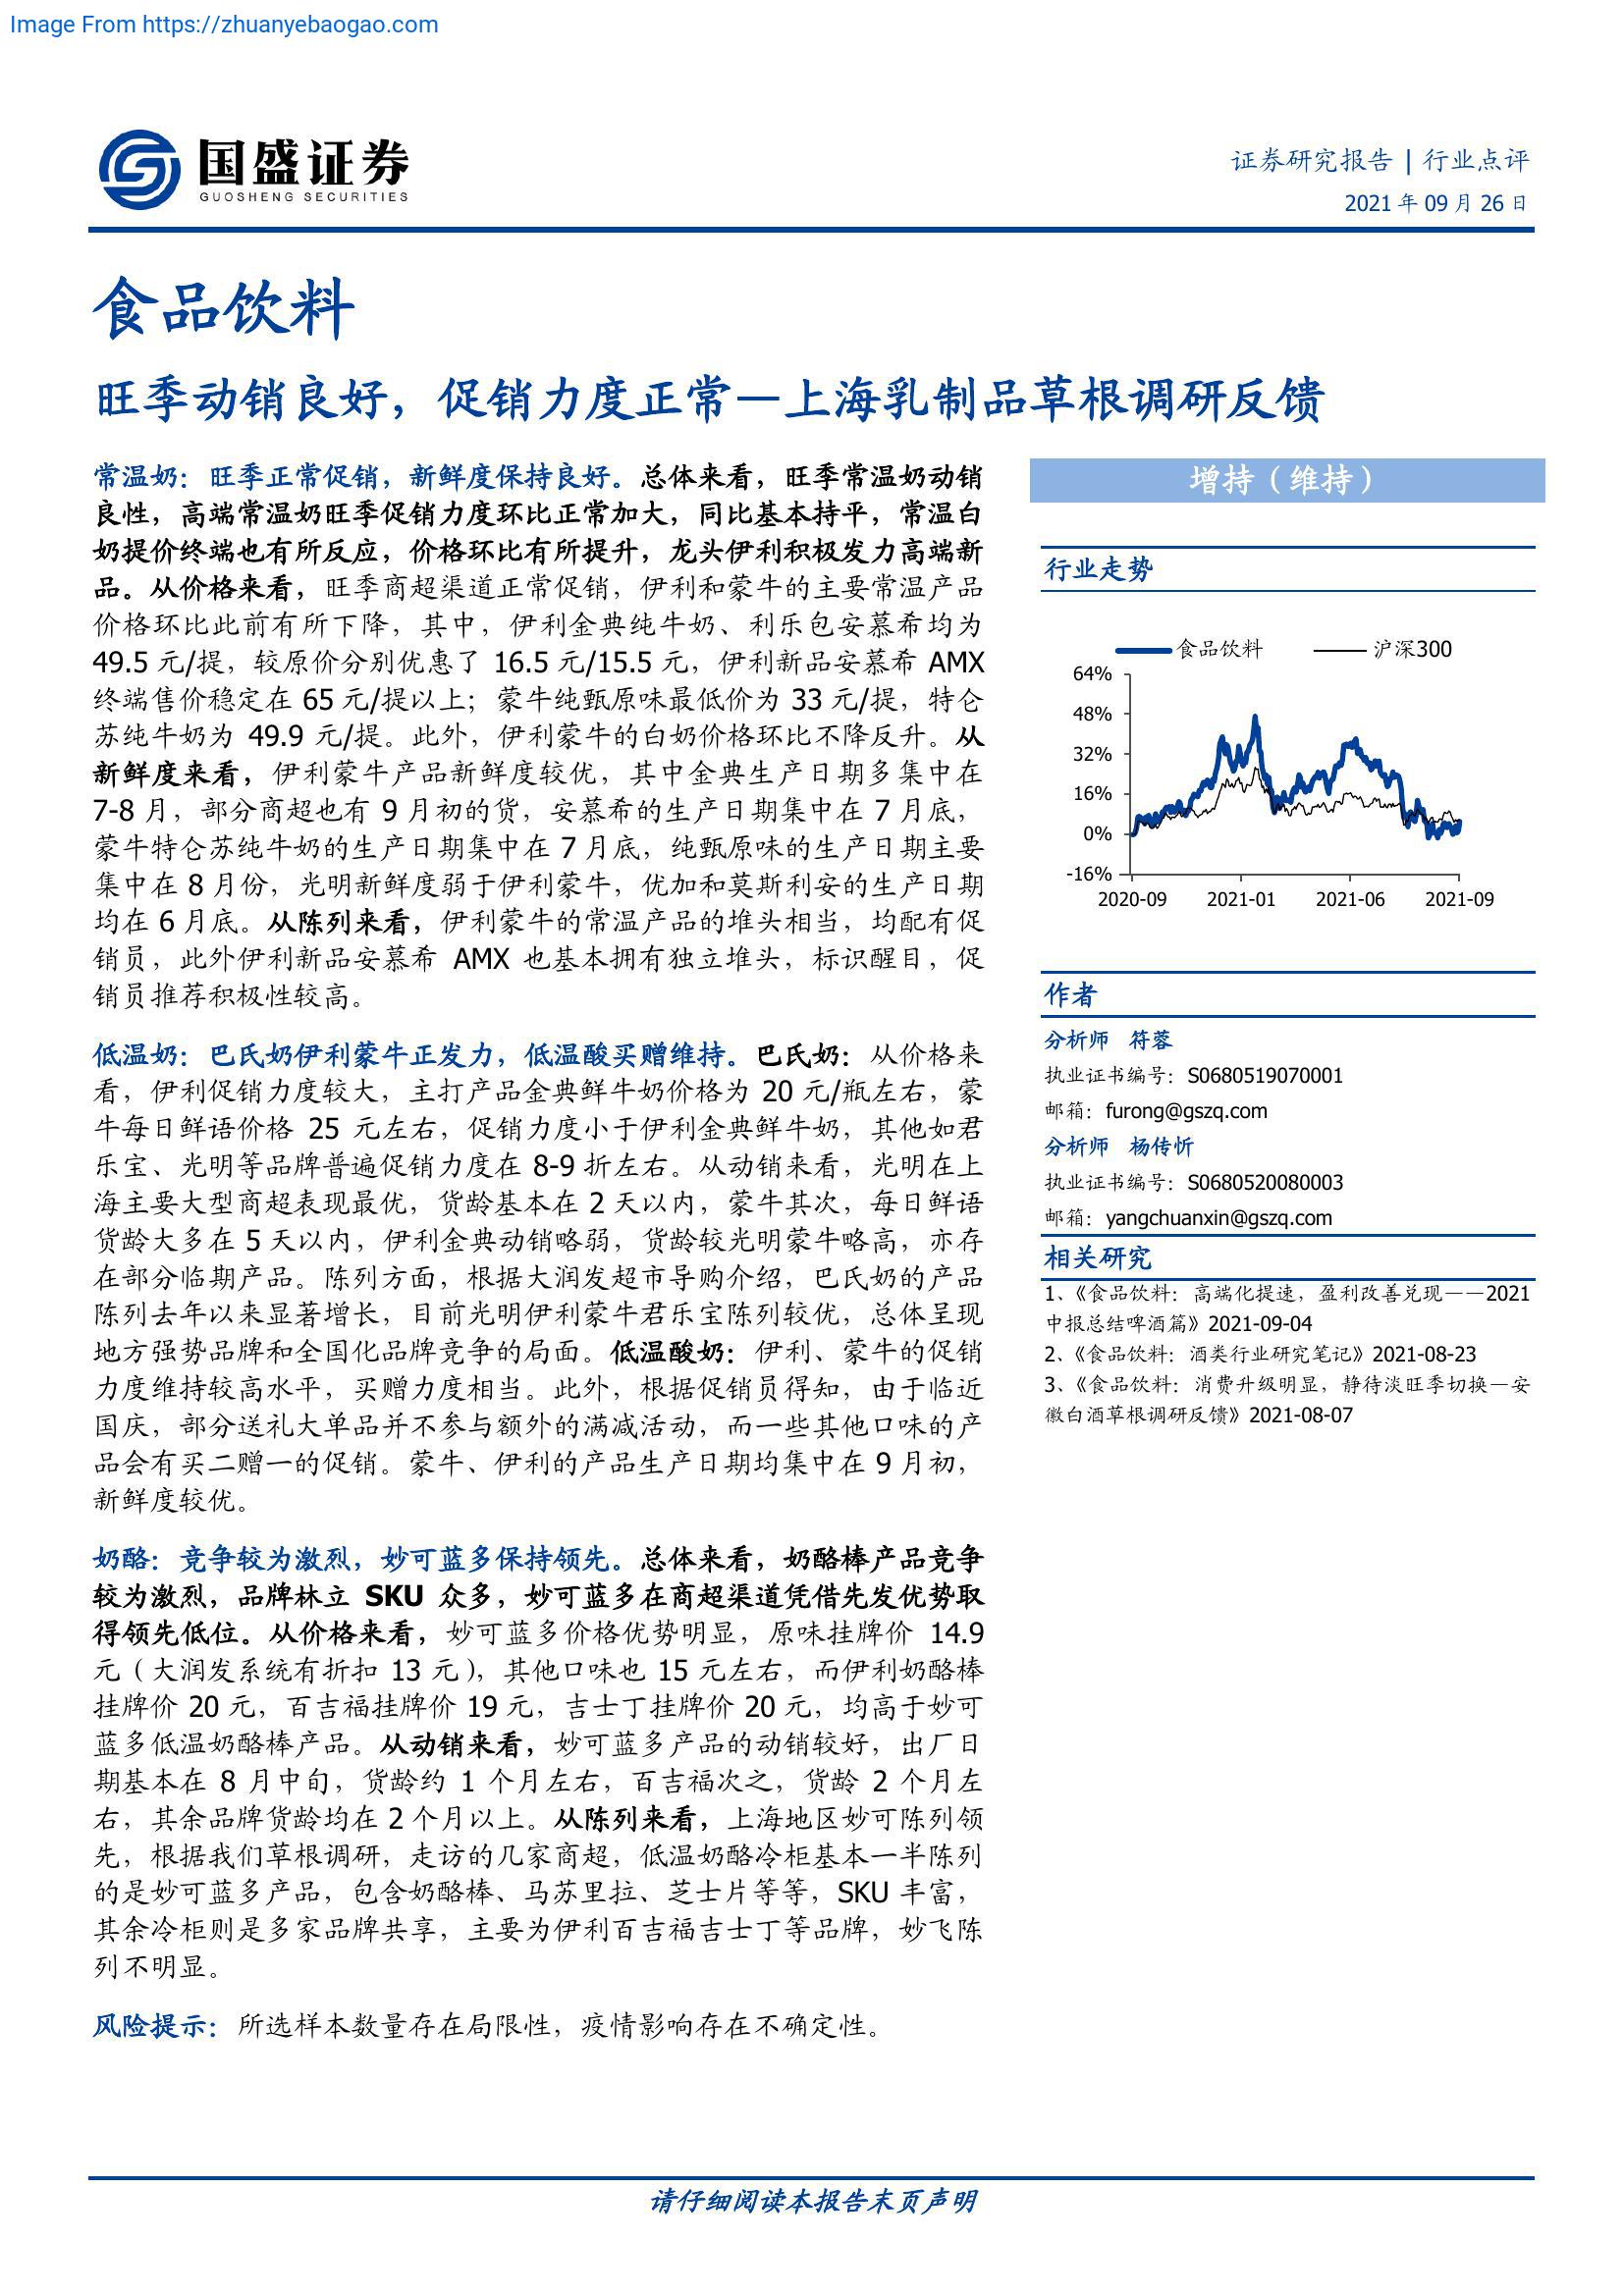 Image From https://zhuanyebaogao.com
国盛证券
GUOSHENG SECURITIES
证券研究报告 | 行业点评
2021 年 09 月 26 日
食品饮料
旺季动销良好，促销力度正常—上海乳制品草根调研反馈
常温奶：旺季正常促销，新鲜度保持良好。总体来看，旺季常温奶动销
良性，高端常温奶旺季促销力度环比正常加大，同比基本持平，常温白
奶提价终端也有所反应，价格环比有所提升，龙头伊利积极发力高端新
品。从价格来看，旺季商超渠道正常促销，伊利和蒙牛的主要常温产品
价格环比此前有所下降，其中，伊利金典纯牛奶、利乐包安慕希均为
49.5 元/提，较原价分别优惠了 16.5 元/15.5 元，伊利新品安慕希 AMX
终端售价稳定在 65 元/提以上；蒙牛纯甄原味最低价为 33 元/提，特仑
苏纯牛奶为 49.9 元/提。此外，伊利蒙牛的白奶价格环比不降反升。从
新鲜度来看，伊利蒙牛产品新鲜度较优，其中金典生产日期多集中在
7-8 月，部分商超也有 9 月初的货，安慕希的生产日期集中在 7 月底，
蒙牛特仑苏纯牛奶的生产日期集中在 7 月底，纯甄原味的生产日期主要
集中在 8 月份，光明新鲜度弱于伊利蒙牛，优加和莫斯利安的生产日期
均在 6 月底。从陈列来看，伊利蒙牛的常温产品的堆头相当，均配有促
销员，此外伊利新品安慕希 AMX 也基本拥有独立堆头，标识醒目，促
销员推荐积极性较高。
低温奶：巴氏奶伊利蒙牛正发力，低温酸买赠维持。巴氏奶：从价格来
看，伊利促销力度较大，主打产品金典鲜牛奶价格为 20 元/瓶左右，蒙
牛每日鲜语价格 25 元左右，促销力度小于伊利金典鲜牛奶，其他如君
乐宝、光明等品牌普遍促销力度在 8-9 折左右。从动销来看，光明在上
海主要大型商超表现最优，货龄基本在 2 天以内，蒙牛其次，每日鲜语
货龄大多在 5 天以内，伊利金典动销略弱，货龄较光明蒙牛略高，亦存
在部分临期产品。陈列方面，根据大润发超市导购介绍，巴氏奶的产品
陈列去年以来显著增长，目前光明伊利蒙牛君乐宝陈列较优，总体呈现
地方强势品牌和全国化品牌竞争的局面。低温酸奶：伊利、蒙牛的促销
力度维持较高水平，买赠力度相当。此外，根据促销员得知，由于临近
国庆，部分送礼大单品并不参与额外的满减活动，而一些其他口味的产
品会有买二赠一的促销。蒙牛、伊利的产品生产日期均集中在 9 月初，
新鲜度较优。
奶酪：竞争较为激烈，妙可蓝多保持领先。总体来看，奶酪棒产品竞争
较为激烈，品牌林立 SKU 众多，妙可蓝多在商超渠道凭借先发优势取
得领先低位。从价格来看，妙可蓝多价格优势明显，原味挂牌价 14.9
元（大润发系统有折扣 13 元），其他口味也 15 元左右，而伊利奶酪棒
挂牌价 20 元，百吉福挂牌价 19 元，吉士丁挂牌价 20 元，均高于妙可
蓝多低温奶酪棒产品。从动销来看，妙可蓝多产品的动销较好，出厂日
期基本在 8 月中旬，货龄约 1 个月左右，百吉福次之，货龄 2 个月左
右，其余品牌货龄均在 2 个月以上。从陈列来看，上海地区妙可陈列领
先，根据我们草根调研，走访的几家商超，低温奶酪冷柜基本一半陈列
的是妙可蓝多产品，包含奶酪棒、马苏里拉、芝士片等等，SKU 丰富，
其余冷柜则是多家品牌共享，主要为伊利百吉福吉士丁等品牌，妙飞陈
列不明显。
风险提示：所选样本数量存在局限性，疫情影响存在不确定性。
增持（维持）
行业走势
食品饮料 沪深300
64%
48%
32%
16%
0%
-16%
2020-09 2021-01 2021-06 2021-09
作者
分析师 符蓉
执业证书编号：S0680519070001
邮箱：furong@gszq.com
分析师 杨传忻
执业证书编号：S0680520080003
邮箱：yangchuanxin@gszq.com
相关研究
1、《食品饮料：高端化提速，盈利改善兑现——2021
中报总结啤酒篇》2021-09-04
2、《食品饮料：酒类行业研究笔记》2021-08-23
3、《食品饮料：消费升级明显，静待淡旺季切换—安
徽白酒草根调研反馈》2021-08-07
请仔细阅读本报告末页声明